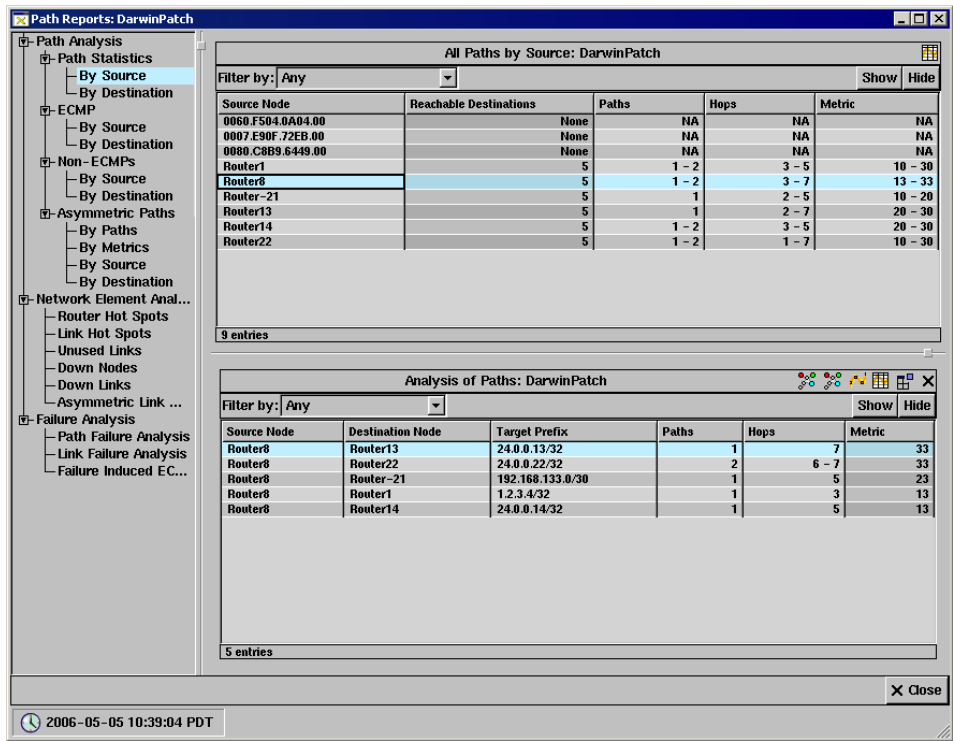 Path Reports: DarwinPatch
Path Analysis
Path Statistics
By Source
By Destination
ECMP
By Source
By Destination
Non-ECMPs
By Source
By Destination
Asymmetric Paths
By Paths
By Metrics
By Source
By Destination
Network Element Anal...
Router Hot Spots
Link Hot Spots
Unused Links
Down Nodes
Down Links
Asymmetric Link ...
Failure Analysis
Path Failure Analysis
Link Failure Analysis
Failure Induced EC...
All Paths by Source: DarwinPatch
Filter by: Any Show Hide
Source Node Reachable Destinations Paths Hops Metric
0060.F504.0A04.00 None NA NA NA
0007.E90F.72EB.00 None NA NA NA
0080.C8B9.6449.00 None NA NA NA
Router1 5 1 - 2 3 - 5 10 - 30
Router8 5 1 - 2 3 - 7 13 - 33
Router-21 5 1 2 - 5 10 - 20
Router13 5 1 2 - 7 20 - 30
Router14 5 1 - 2 3 - 5 20 - 30
Router22 5 1 - 2 1 - 7 10 - 30
9 entries
Analysis of Paths: DarwinPatch
Filter by: Any Show Hide
Source Node Destination Node Target Prefix Paths Hops Metric
Router8 Router13 24.0.0.13/32 1 7 33
Router8 Router22 24.0.0.22/32 2 6 - 7 33
Router8 Router-21 192.168.133.0/30 1 5 23
Router8 Router1 1.2.3.4/32 1 3 13
Router8 Router14 24.0.0.14/32 1 5 13
5 entries
Close
2006-05-05 10:39:04 PDT